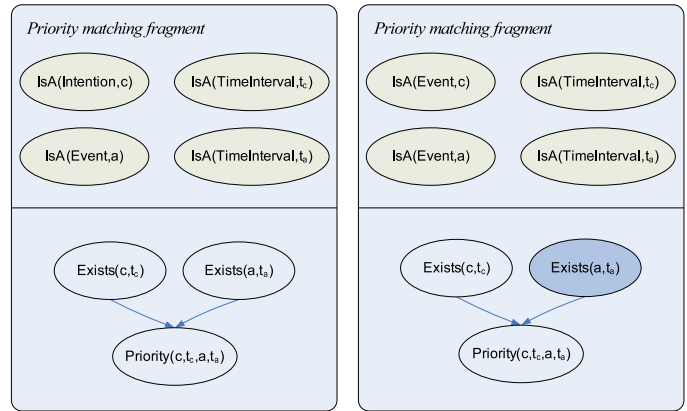 Priority matching fragment
IsA(Intention,c)
IsA(TimeInterval,tc)
IsA(Event,a)
IsA(TimeInterval,ta)
Exists(c,tc)
Exists(a,ta)
Priority(c,tc,a,ta)
Priority matching fragment
IsA(Event,c)
IsA(TimeInterval,tc)
IsA(Event,a)
IsA(TimeInterval,ta)
Exists(c,tc)
Exists(a,ta)
Priority(c,tc,a,ta)